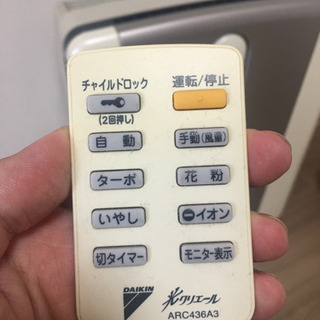 チャイルドロック 運転/停止
(2回押し)
自動 手動(風量)
ターボ 花粉
いやし ⊖イオン
切タイマー モニター表示
DAIKIN 光クリエール
ARC436A3